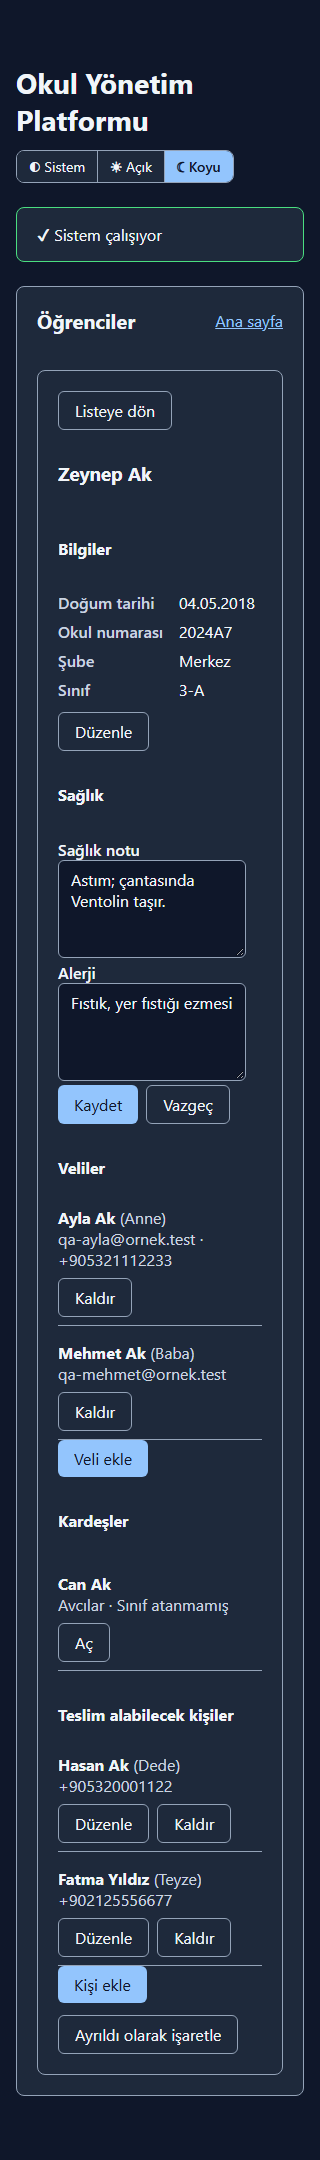 Okul Yönetim
Platformu
◐ Sistem ☀ Açık ☾ Koyu
✓ Sistem çalışıyor
Öğrenciler Ana sayfa
Listeye dön
Zeynep Ak
Bilgiler
Doğum tarihi 04.05.2018
Okul numarası 2024A7
Şube Merkez
Sınıf 3-A
Düzenle
Sağlık
Sağlık notu
Astım; çantasında
Ventolin taşır.
Alerji
Fıstık, yer fıstığı ezmesi
Kaydet Vazgeç
Veliler
Ayla Ak (Anne)
qa-ayla@ornek.test ·
+905321112233
Kaldır
Mehmet Ak (Baba)
qa-mehmet@ornek.test
Kaldır
Veli ekle
Kardeşler
Can Ak
Avcılar · Sınıf atanmamış
Aç
Teslim alabilecek kişiler
Hasan Ak (Dede)
+905320001122
Düzenle Kaldır
Fatma Yıldız (Teyze)
+902125556677
Düzenle Kaldır
Kişi ekle
Ayrıldı olarak işaretle